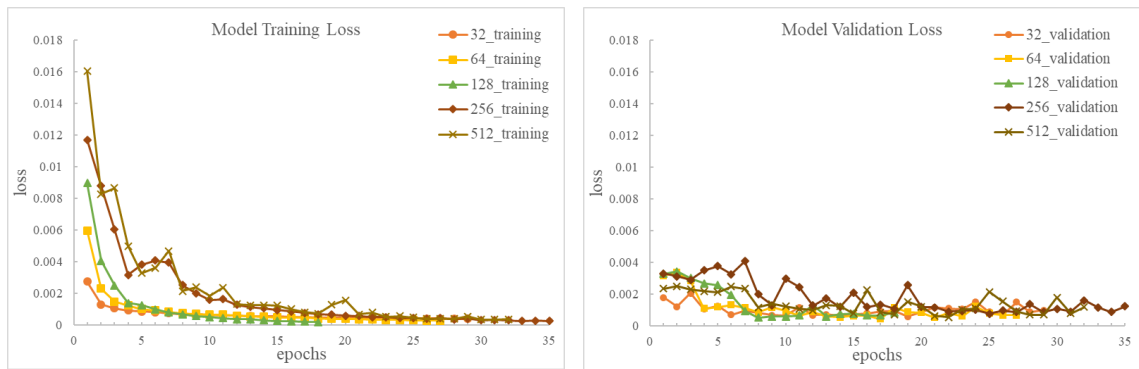 Model Training Loss
0.018
0.016
0.014
0.012
0.01
0.008
0.006
0.004
0.002
0
loss
0 5 10 15 20 25 30 35
epochs
32_training
64_training
128_training
256_training
512_training
Model Validation Loss
0.018
0.016
0.014
0.012
0.01
0.008
0.006
0.004
0.002
0
loss
0 5 10 15 20 25 30 35
epochs
32_validation
64_validation
128_validation
256_validation
512_validation